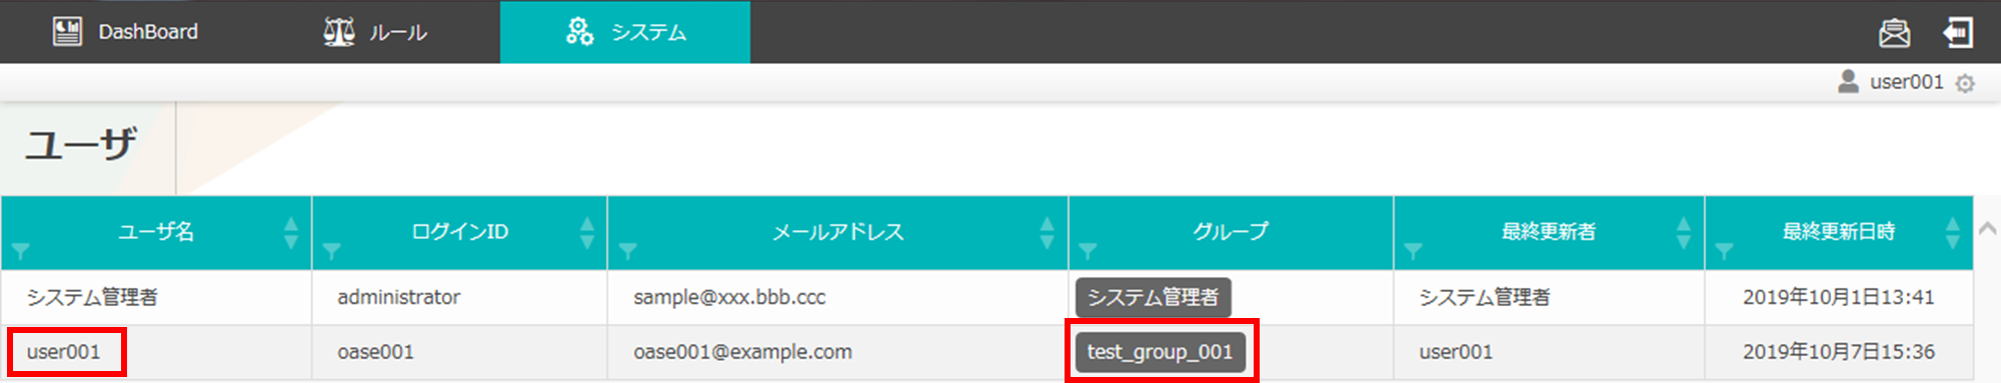 DashBoard ルール システム
user001
ユーザ
ユーザ名 ログインID メールアドレス グループ 最終更新者 最終更新日時
システム管理者 administrator sample@xxx.bbb.ccc システム管理者 システム管理者 2019年10月1日13:41
user001 oase001 oase001@example.com test_group_001 user001 2019年10月7日15:36